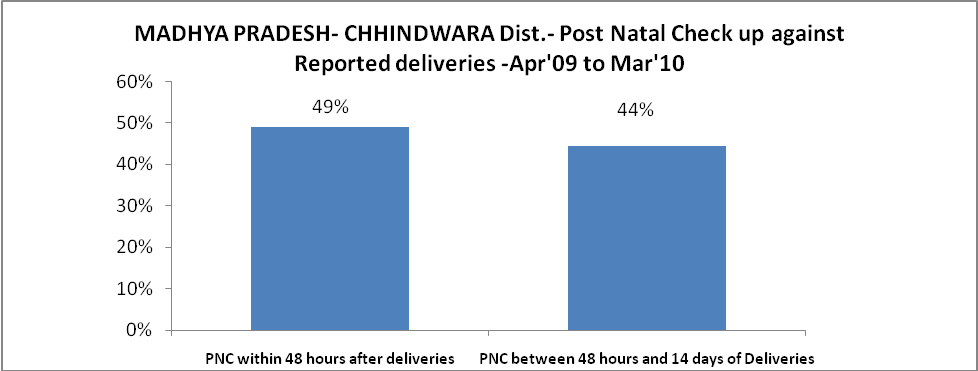 MADHYA PRADESH- CHHINDWARA Dist.- Post Natal Check up against
Reported deliveries -Apr'09 to Mar'10
60%
50%
40%
30%
20%
10%
0%
49%
44%
PNC within 48 hours after deliveries
PNC between 48 hours and 14 days of Deliveries